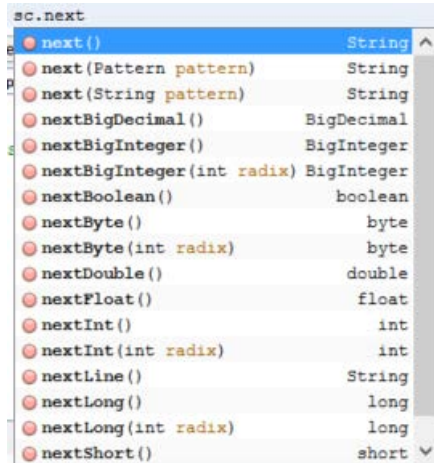 sc.next
next() String
next(Pattern pattern) String
next(String pattern) String
nextBigDecimal() BigDecimal
nextBigInteger() BigInteger
nextBigInteger(int radix) BigInteger
nextBoolean() boolean
nextByte() byte
nextByte(int radix) byte
nextDouble() double
nextFloat() float
nextInt() int
nextInt(int radix) int
nextLine() String
nextLong() long
nextLong(int radix) long
nextShort() short